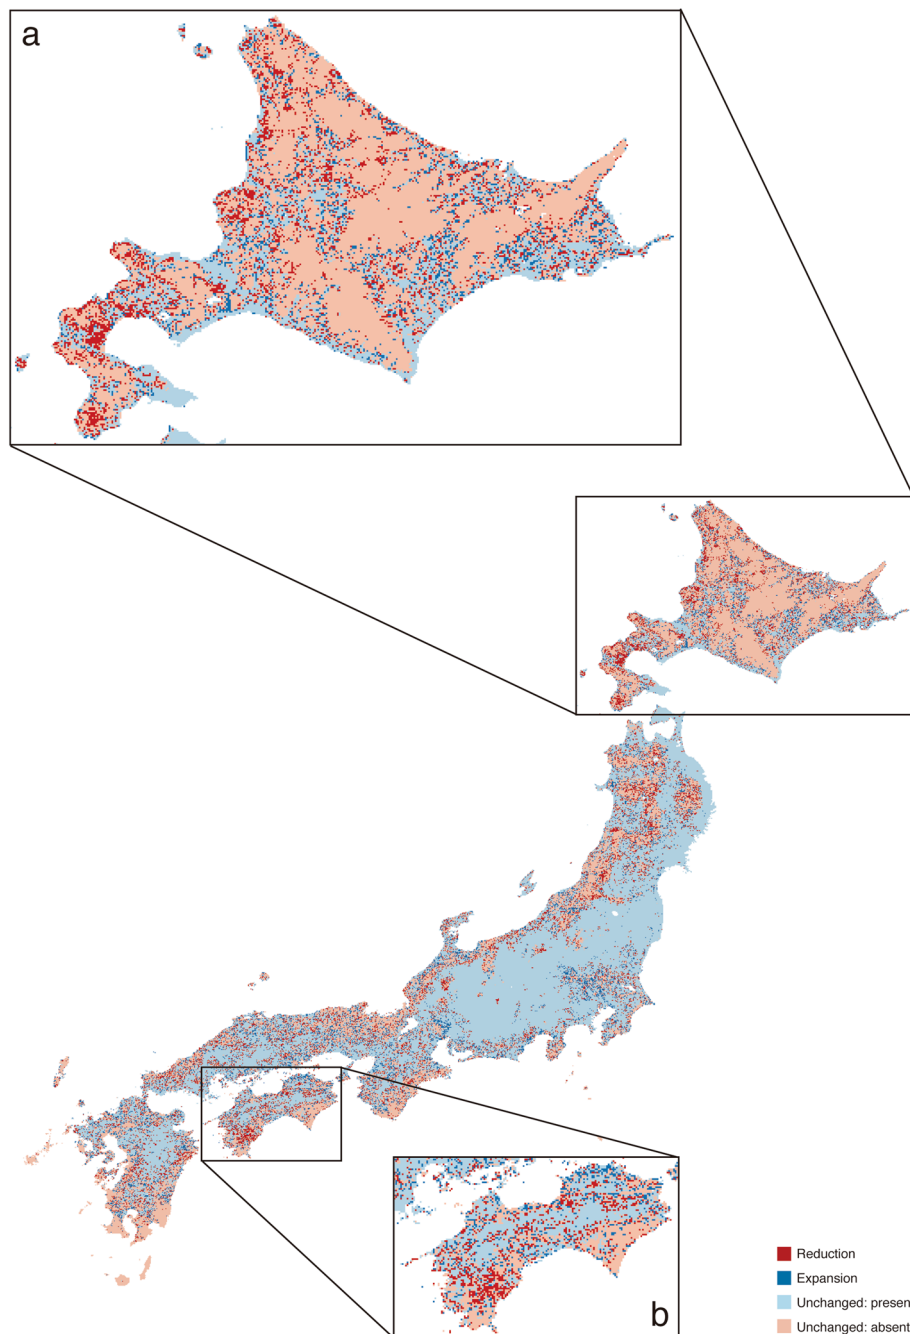 a
b
Reduction
Expansion
Unchanged: presen
Unchanged: absent